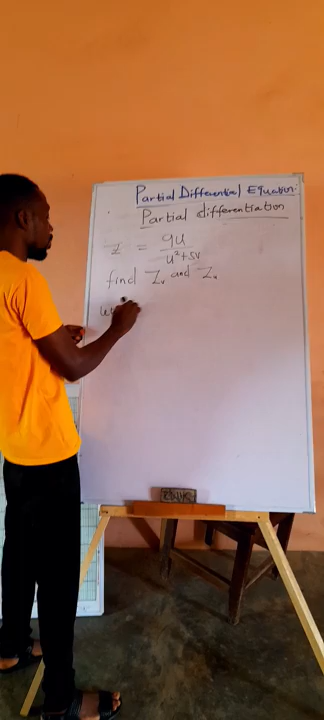 Partial Differential Equation:
Partial differentiation
z = 9u / u²+5v
find Zv and Zu